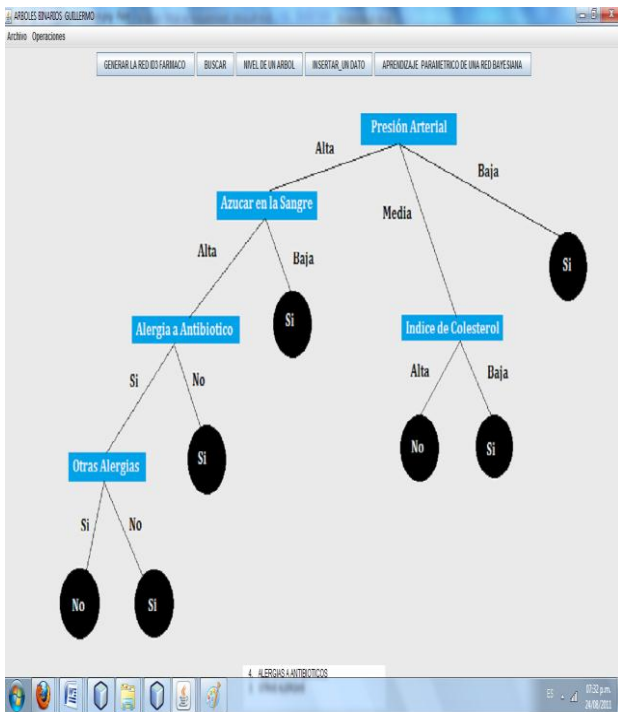 ARBOLES BINARIOS GUILLERMO
Archivo Operaciones
GENERAR LA RED ID3 FARMACO BUSCAR NIVEL DE UN ARBOL INSERTAR_UN DATO APRENDIZAJE PARAMETRICO DE UNA RED BAYESIANA
Presión Arterial
Alta
Baja
Azucar en la Sangre
Media
Alta
Baja
Si
Si
Alergia a Antibiotico
Indice de Colesterol
Si
No
Alta
Baja
Si
No
Si
Otras Alergias
Si
No
No
Si
4. ALERGIAS A ANTIBIOTICOS
ES
07:32 p.m.
24/06/2011